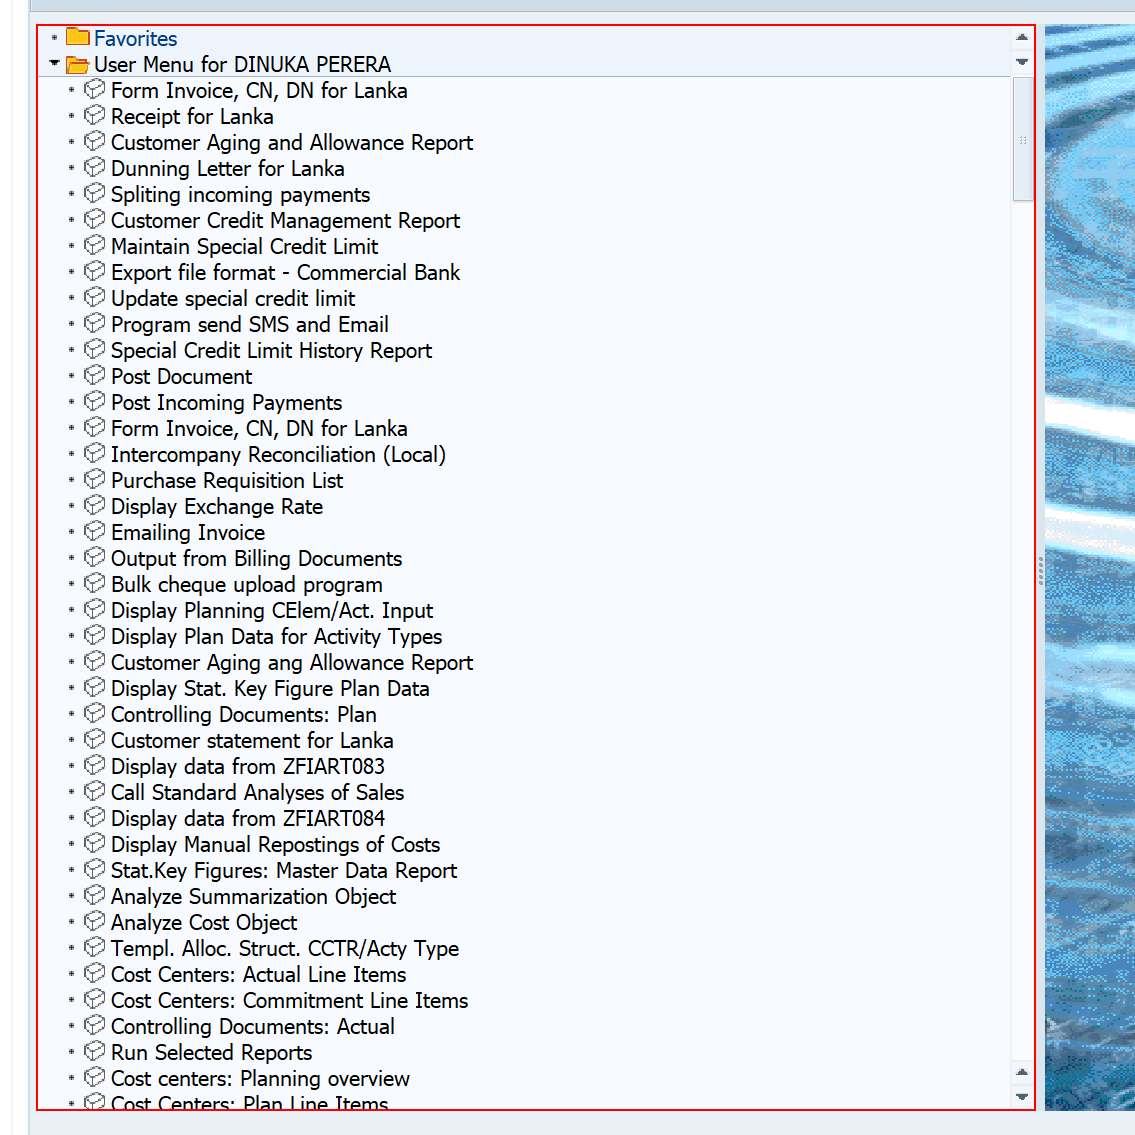 Favorites
User Menu for DINUKA PERERA
Form Invoice, CN, DN for Lanka
Receipt for Lanka
Customer Aging and Allowance Report
Dunning Letter for Lanka
Spliting incoming payments
Customer Credit Management Report
Maintain Special Credit Limit
Export file format - Commercial Bank
Update special credit limit
Program send SMS and Email
Special Credit Limit History Report
Post Document
Post Incoming Payments
Form Invoice, CN, DN for Lanka
Intercompany Reconciliation (Local)
Purchase Requisition List
Display Exchange Rate
Emailing Invoice
Output from Billing Documents
Bulk cheque upload program
Display Planning CElem/Act. Input
Display Plan Data for Activity Types
Customer Aging ang Allowance Report
Display Stat. Key Figure Plan Data
Controlling Documents: Plan
Customer statement for Lanka
Display data from ZFIART083
Call Standard Analyses of Sales
Display data from ZFIART084
Display Manual Repostings of Costs
Stat.Key Figures: Master Data Report
Analyze Summarization Object
Analyze Cost Object
Templ. Alloc. Struct. CCTR/Acty Type
Cost Centers: Actual Line Items
Cost Centers: Commitment Line Items
Controlling Documents: Actual
Run Selected Reports
Cost centers: Planning overview
Cost Centers: Plan Line Items